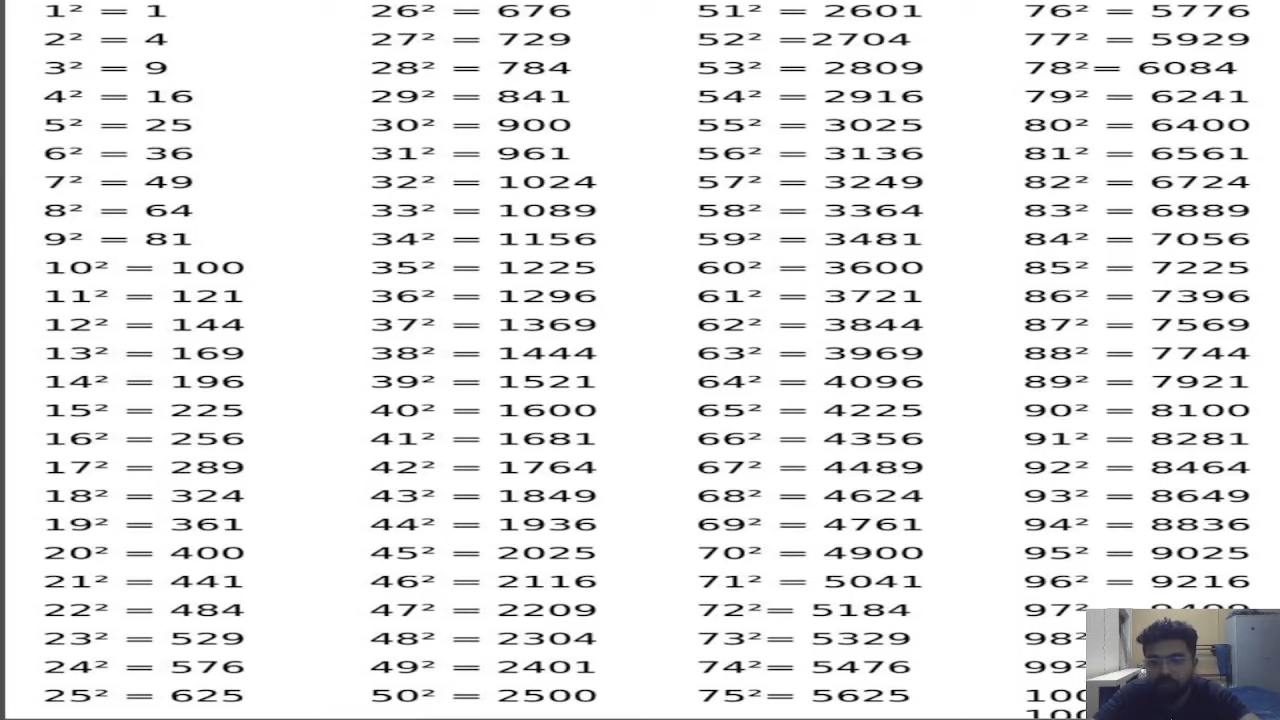 1² = 1
2² = 4
3² = 9
4² = 16
5² = 25
6² = 36
7² = 49
8² = 64
9² = 81
10² = 100
11² = 121
12² = 144
13² = 169
14² = 196
15² = 225
16² = 256
17² = 289
18² = 324
19² = 361
20² = 400
21² = 441
22² = 484
23² = 529
24² = 576
25² = 625
26² = 676
27² = 729
28² = 784
29² = 841
30² = 900
31² = 961
32² = 1024
33² = 1089
34² = 1156
35² = 1225
36² = 1296
37² = 1369
38² = 1444
39² = 1521
40² = 1600
41² = 1681
42² = 1764
43² = 1849
44² = 1936
45² = 2025
46² = 2116
47² = 2209
48² = 2304
49² = 2401
50² = 2500
51² = 2601
52² =2704
53² = 2809
54² = 2916
55² = 3025
56² = 3136
57² = 3249
58² = 3364
59² = 3481
60² = 3600
61² = 3721
62² = 3844
63² = 3969
64² = 4096
65² = 4225
66² = 4356
67² = 4489
68² = 4624
69² = 4761
70² = 4900
71² = 5041
72²= 5184
73²= 5329
74²= 5476
75²= 5625
76² = 5776
77² = 5929
78²= 6084
79² = 6241
80² = 6400
81² = 6561
82² = 6724
83² = 6889
84² = 7056
85² = 7225
86² = 7396
87² = 7569
88² = 7744
89² = 7921
90² = 8100
91² = 8281
92² = 8464
93² = 8649
94² = 8836
95² = 9025
96² = 9216
97²
98²
99²